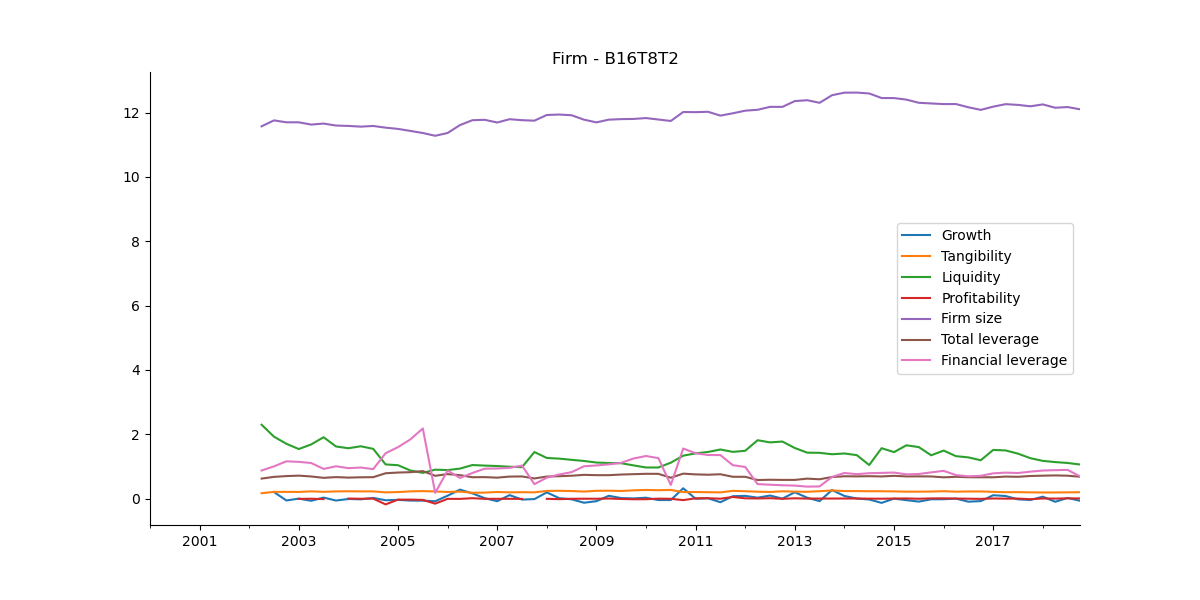 Firm - B16T8T2
12
10
8
6
4
2
0
Growth
Tangibility
Liquidity
Profitability
Firm size
Total leverage
Financial leverage
2001 2003 2005 2007 2009 2011 2013 2015 2017